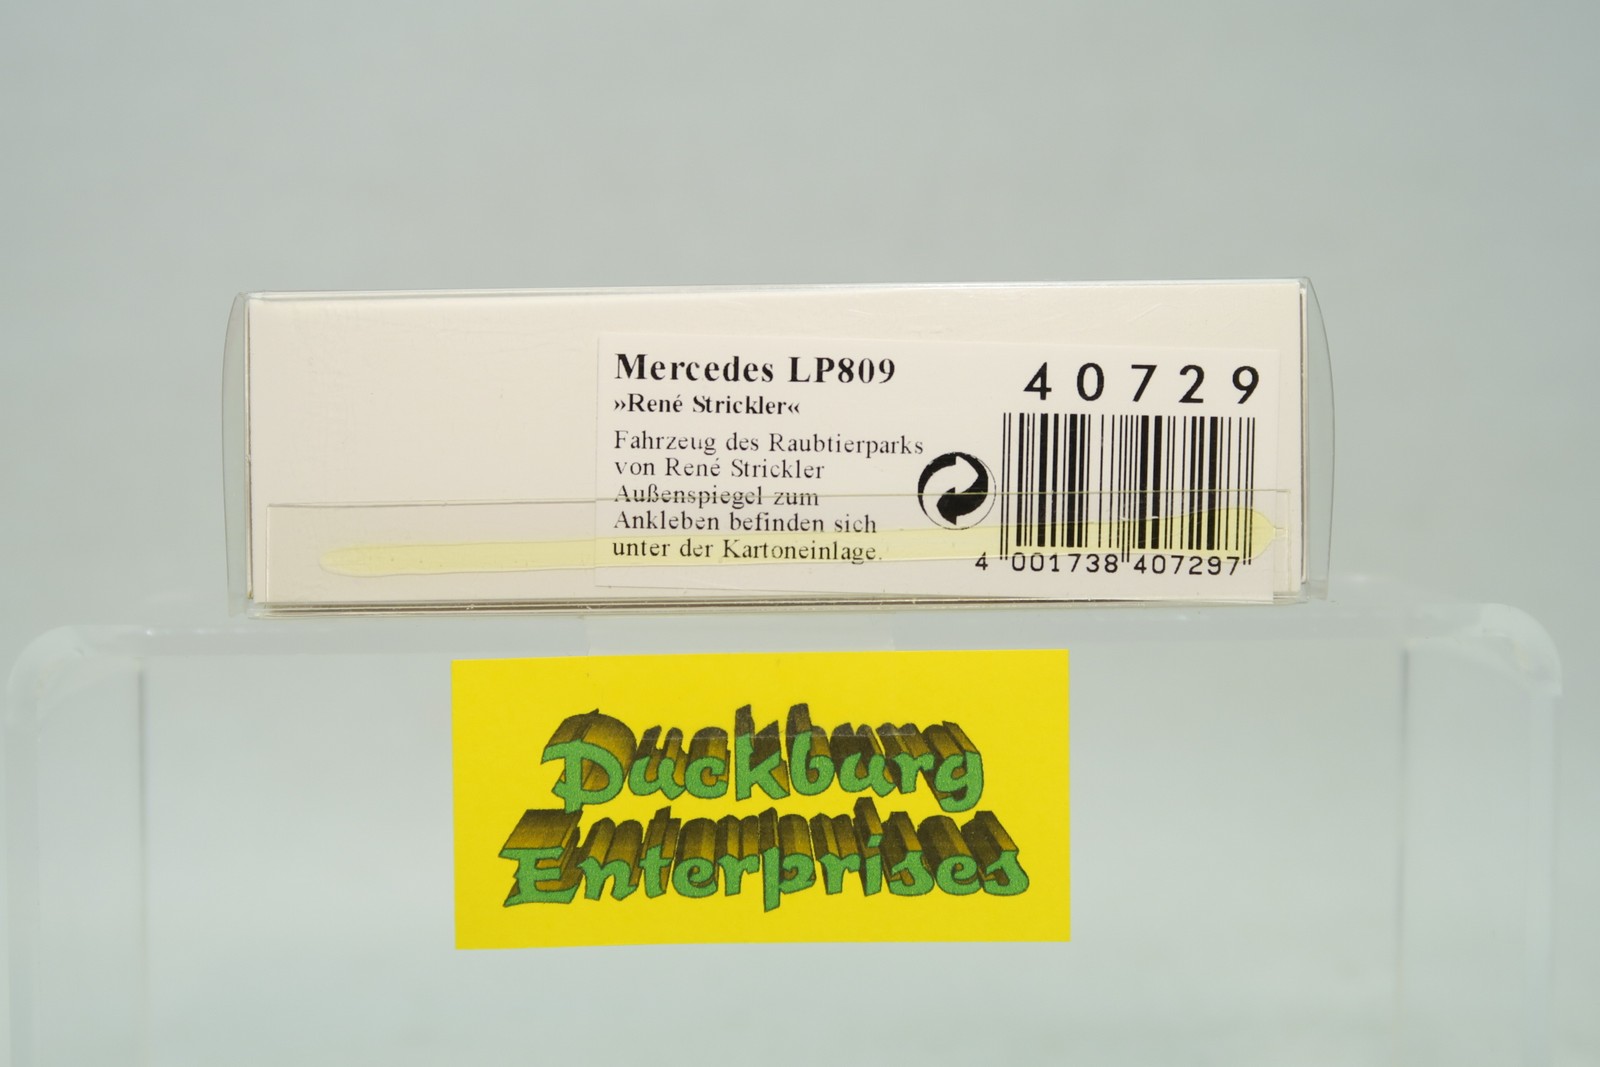 Mercedes LP809
»René Strickler«
Fahrzeug des Raubtierparks
von René Strickler
Außenspiegel zum
Ankleben befinden sich
unter der Kartoneinlage.
40729
4 001738 407297
Duckburg
Enterprises